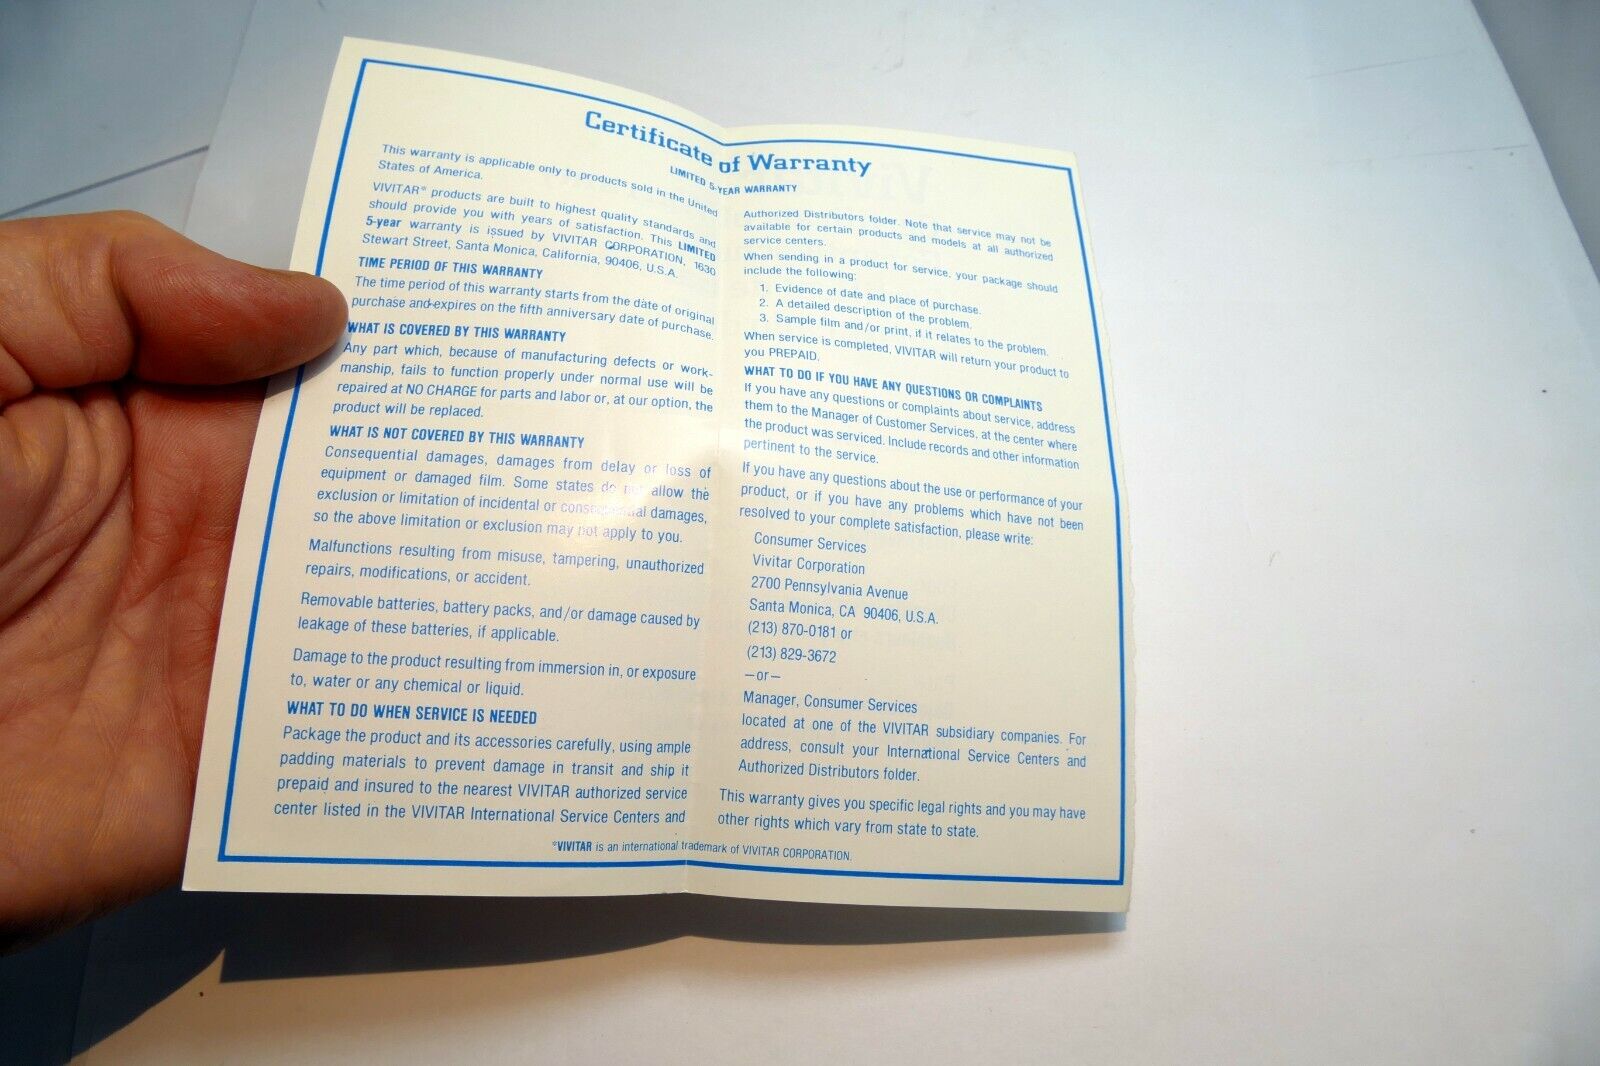 Certificate of Warranty
LIMITED 5-YEAR WARRANTY
This warranty is applicable only to products sold in the United
States of America.
VIVITAR* products are built to highest quality standards and
should provide you with years of satisfaction. This LIMITED
5-year warranty is issued by VIVITAR CORPORATION, 1630
Stewart Street, Santa Monica, California, 90406, U.S.A.
TIME PERIOD OF THIS WARRANTY
The time period of this warranty starts from the date of original
purchase and expires on the fifth anniversary date of purchase.
WHAT IS COVERED BY THIS WARRANTY
Any part which, because of manufacturing defects or work-
manship, fails to function properly under normal use will be
repaired at NO CHARGE for parts and labor or, at our option, the
product will be replaced.
WHAT IS NOT COVERED BY THIS WARRANTY
Consequential damages, damages from delay or loss of
equipment or damaged film. Some states do not allow the
exclusion or limitation of incidental or consequential damages,
so the above limitation or exclusion may not apply to you.
Malfunctions resulting from misuse, tampering, unauthorized
repairs, modifications, or accident.
Removable batteries, battery packs, and/or damage caused by
leakage of these batteries, if applicable.
Damage to the product resulting from immersion in, or exposure
to, water or any chemical or liquid.
WHAT TO DO WHEN SERVICE IS NEEDED
Package the product and its accessories carefully, using ample
padding materials to prevent damage in transit and ship it
prepaid and insured to the nearest VIVITAR authorized service
center listed in the VIVITAR International Service Centers and
Authorized Distributors folder. Note that service may not be
available for certain products and models at all authorized
service centers.
When sending in a product for service, your package should
include the following:
1. Evidence of date and place of purchase.
2. A detailed description of the problem.
3. Sample film and/or print, if it relates to the problem.
When service is completed, VIVITAR will return your product to
you PREPAID.
WHAT TO DO IF YOU HAVE ANY QUESTIONS OR COMPLAINTS
If you have any questions or complaints about service, address
them to the Manager of Customer Services, at the center where
the product was serviced. Include records and other information
pertinent to the service.
If you have any questions about the use or performance of your
product, or if you have any problems which have not been
resolved to your complete satisfaction, please write:
Consumer Services
Vivitar Corporation
2700 Pennsylvania Avenue
Santa Monica, CA 90406, U.S.A.
(213) 870-0181 or
(213) 829-3672
—or—
Manager, Consumer Services
located at one of the VIVITAR subsidiary companies. For
address, consult your International Service Centers and
Authorized Distributors folder.
This warranty gives you specific legal rights and you may have
other rights which vary from state to state.
*VIVITAR is an international trademark of VIVITAR CORPORATION.